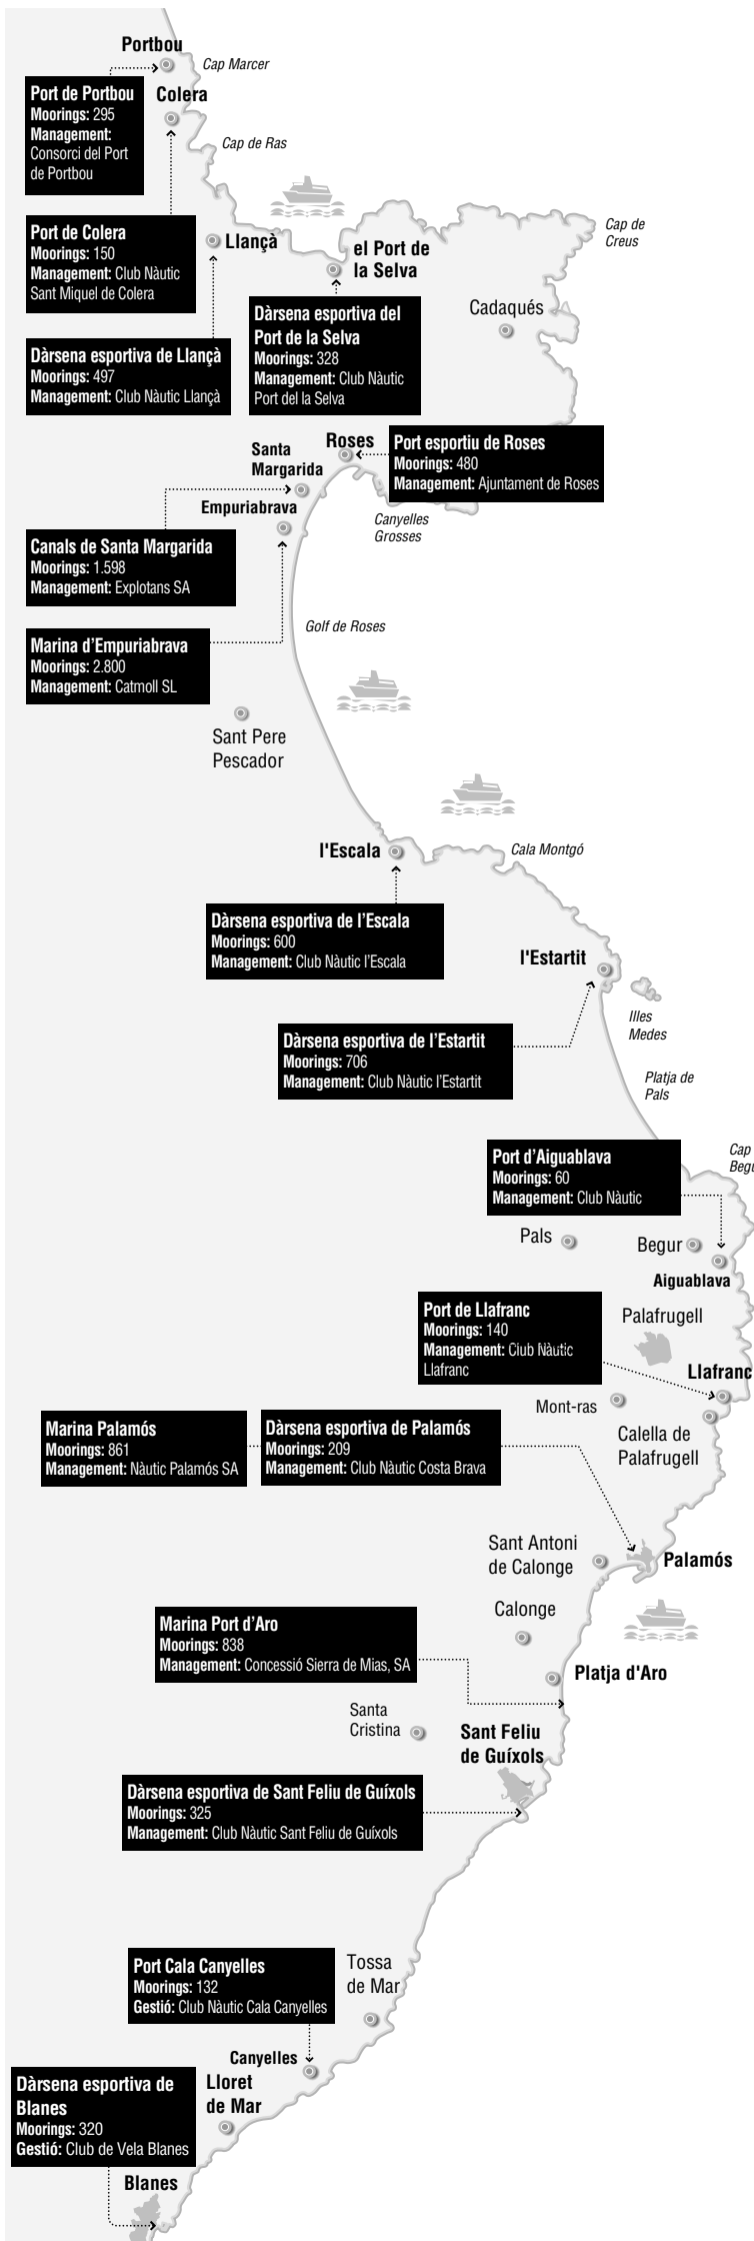 Portbou
Cap Marcer
Port de Portbou
Moorings: 295
Management:
Consorci del Port
de Portbou
Colera
Cap de Ras
Port de Colera
Moorings: 150
Management: Club Nàutic
Sant Miquel de Colera
Llançà
el Port de
la Selva
Cap de
Creus
Dàrsena esportiva de Llançà
Moorings: 497
Management: Club Nàutic Llançà
Dàrsena esportiva del
Port de la Selva
Moorings: 328
Management: Club Nàutic
Port del la Selva
Cadaqués
Roses
Santa
Margarida
Port esportiu de Roses
Moorings: 480
Management: Ajuntament de Roses
Empuriabrava
Canyelles
Grosses
Canals de Santa Margarida
Moorings: 1.598
Management: Explotans SA
Golf de Roses
Marina d'Empuriabrava
Moorings: 2.800
Management: Catmoll SL
Sant Pere
Pescador
l'Escala
Cala Montgó
Dàrsena esportiva de l'Escala
Moorings: 600
Management: Club Nàutic l'Escala
l'Estartit
Illes
Medes
Dàrsena esportiva de l'Estartit
Moorings: 706
Management: Club Nàutic l'Estartit
Platja de
Pals
Cap
Port d'Aiguablava
Moorings: 60
Management: Club Nàutic
Pals
Begur
Aiguablava
Port de Llafranc
Moorings: 140
Management: Club Nàutic
Llafranc
Palafrugell
Llafranc
Mont-ras
Calella de
Palafrugell
Marina Palamós
Moorings: 861
Management: Nàutic Palamós SA
Dàrsena esportiva de Palamós
Moorings: 209
Management: Club Nàutic Costa Brava
Sant Antoni
de Calonge
Palamós
Calonge
Marina Port d'Aro
Moorings: 838
Management: Concessió Sierra de Mias, SA
Platja d'Aro
Santa
Cristina
Sant Feliu
de Guíxols
Dàrsena esportiva de Sant Feliu de Guíxols
Moorings: 325
Management: Club Nàutic Sant Feliu de Guíxols
Port Cala Canyelles
Moorings: 132
Gestió: Club Nàutic Cala Canyelles
Tossa
de Mar
Canyelles
Lloret
de Mar
Dàrsena esportiva de
Blanes
Moorings: 320
Gestió: Club de Vela Blanes
Blanes